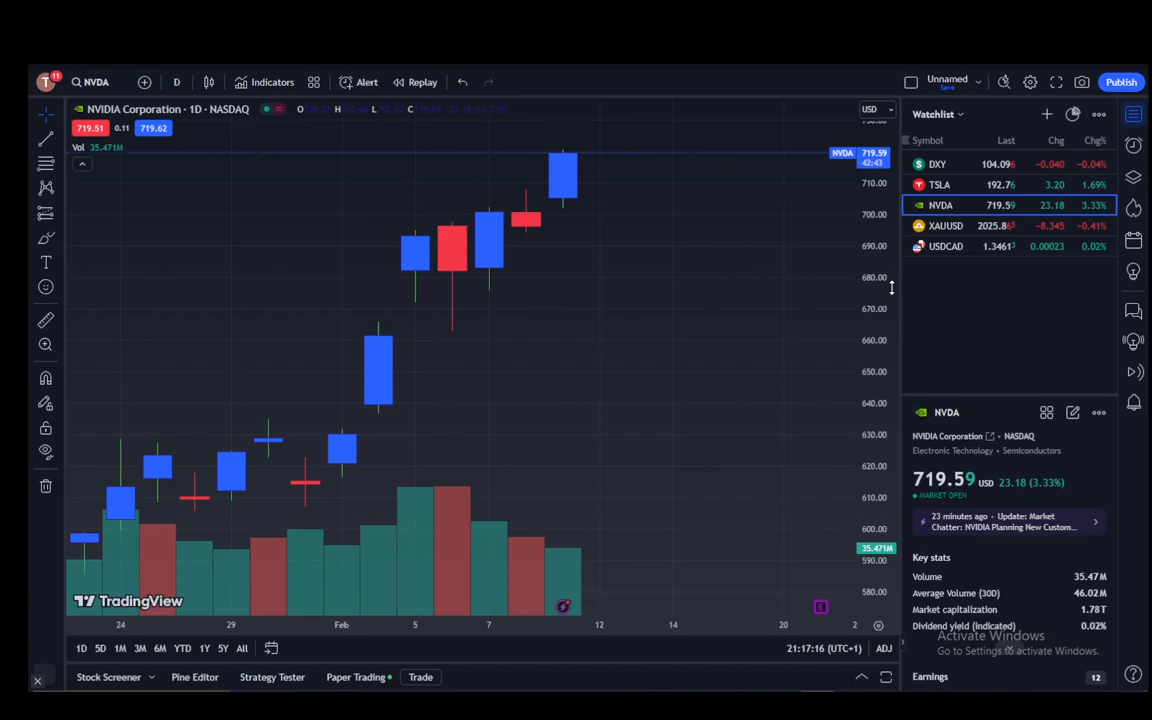 T 11 NVDA D Indicators Alert Replay Unnamed Save Publish
NVIDIA Corporation · 1D · NASDAQ O H L C
USD
719.51 0.11 719.62
Vol 35.471M
NVDA 719.59
42:43
710.00
700.00
690.00
680.00
670.00
660.00
650.00
640.00
630.00
620.00
610.00
600.00
35.471M
590.00
580.00
TradingView
E
24 29 Feb 5 7 12 14 20 2
1D 5D 1M 3M 6M YTD 1Y 5Y All
21:17:16 (UTC+1) ADJ
Stock Screener Pine Editor Strategy Tester Paper Trading Trade
Watchlist
Symbol Last Chg Chg%
DXY 104.096 -0.040 -0.04%
TSLA 192.76 3.20 1.69%
NVDA 719.59 23.18 3.33%
XAUUSD 2025.865 -8.345 -0.41%
USDCAD 1.34613 0.00023 0.02%
NVDA
NVIDIA Corporation · NASDAQ
Electronic Technology • Semiconductors
719.59 USD 23.18 (3.33%)
MARKET OPEN
23 minutes ago • Update: Market
Chatter: NVIDIA Planning New Custom...
Key stats
Volume 35.47M
Average Volume (30D) 46.02M
Market capitalization 1.78T
Dividend yield (indicated) 0.02%
Activate Windows
Go to Settings to activate Windows.
Earnings 12